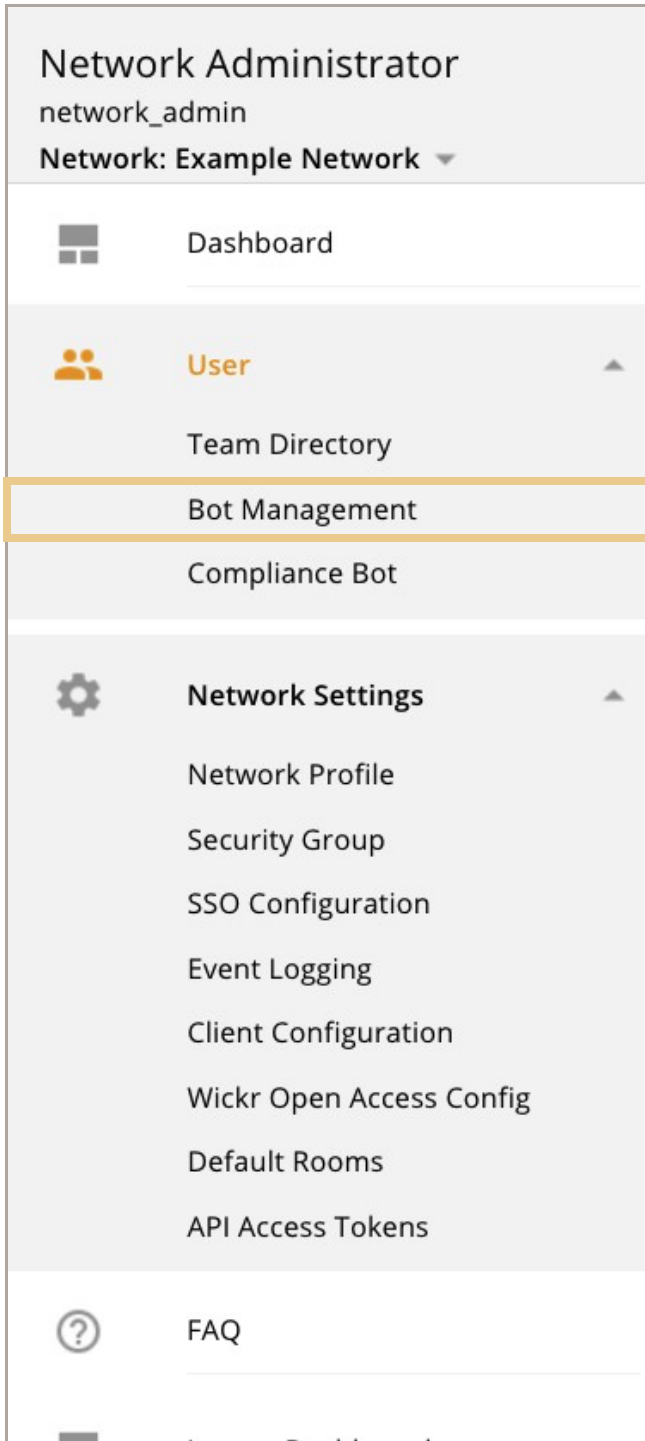 Network Administrator
network_admin
Network: Example Network
Dashboard
User
Team Directory
Bot Management
Compliance Bot
Network Settings
Network Profile
Security Group
SSO Configuration
Event Logging
Client Configuration
Wickr Open Access Config
Default Rooms
API Access Tokens
FAQ